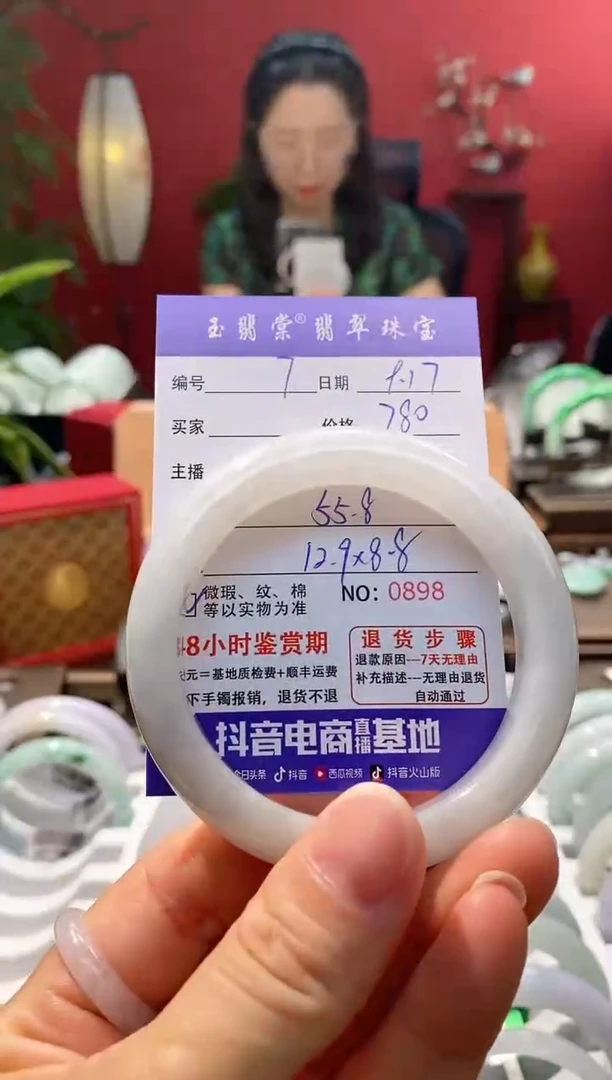 玉翡棠®翡翠珠宝
编号 7 日期 1.17
买家 价格 780
主播
55.8
12.9x8.8
微瑕、纹、棉 NO: 0898
等以实物为准
48小时鉴赏期
退货步骤
元=基地质检费+顺丰运费
退款原因---7天无理由
下手镯报销，退货不退
补充描述---无理由退货
自动通过
抖音电商直播基地
今日头条 抖音 西瓜视频 抖音火山版